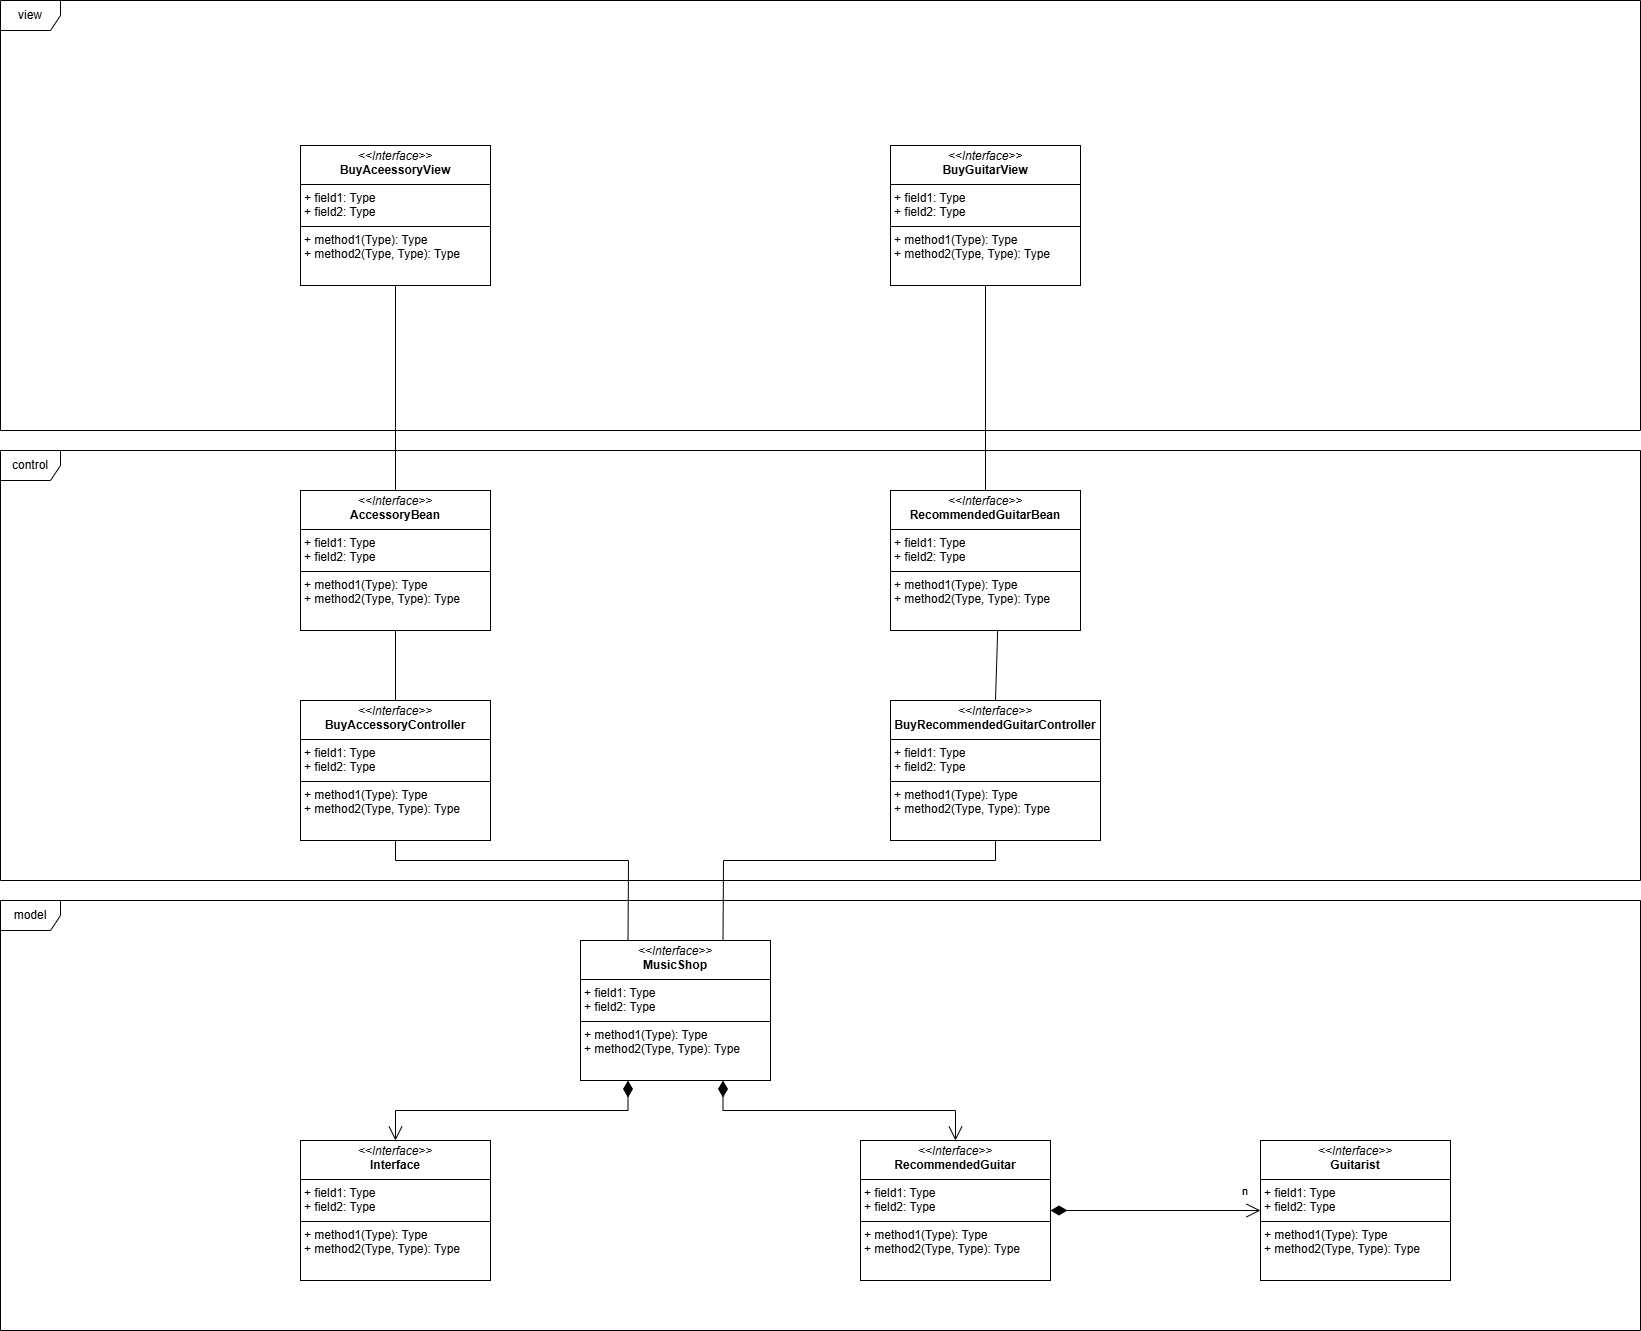 view
<<Interface>>
BuyAceessoryView
+ field1: Type
+ field2: Type
+ method1(Type): Type
+ method2(Type, Type): Type
<<Interface>>
BuyGuitarView
+ field1: Type
+ field2: Type
+ method1(Type): Type
+ method2(Type, Type): Type
control
<<Interface>>
AccessoryBean
+ field1: Type
+ field2: Type
+ method1(Type): Type
+ method2(Type, Type): Type
<<Interface>>
RecommendedGuitarBean
+ field1: Type
+ field2: Type
+ method1(Type): Type
+ method2(Type, Type): Type
<<Interface>>
BuyAccessoryController
+ field1: Type
+ field2: Type
+ method1(Type): Type
+ method2(Type, Type): Type
<<Interface>>
BuyRecommendedGuitarController
+ field1: Type
+ field2: Type
+ method1(Type): Type
+ method2(Type, Type): Type
model
<<Interface>>
MusicShop
+ field1: Type
+ field2: Type
+ method1(Type): Type
+ method2(Type, Type): Type
<<Interface>>
Interface
+ field1: Type
+ field2: Type
+ method1(Type): Type
+ method2(Type, Type): Type
<<Interface>>
RecommendedGuitar
+ field1: Type
+ field2: Type
+ method1(Type): Type
+ method2(Type, Type): Type
n
<<Interface>>
Guitarist
+ field1: Type
+ field2: Type
+ method1(Type): Type
+ method2(Type, Type): Type